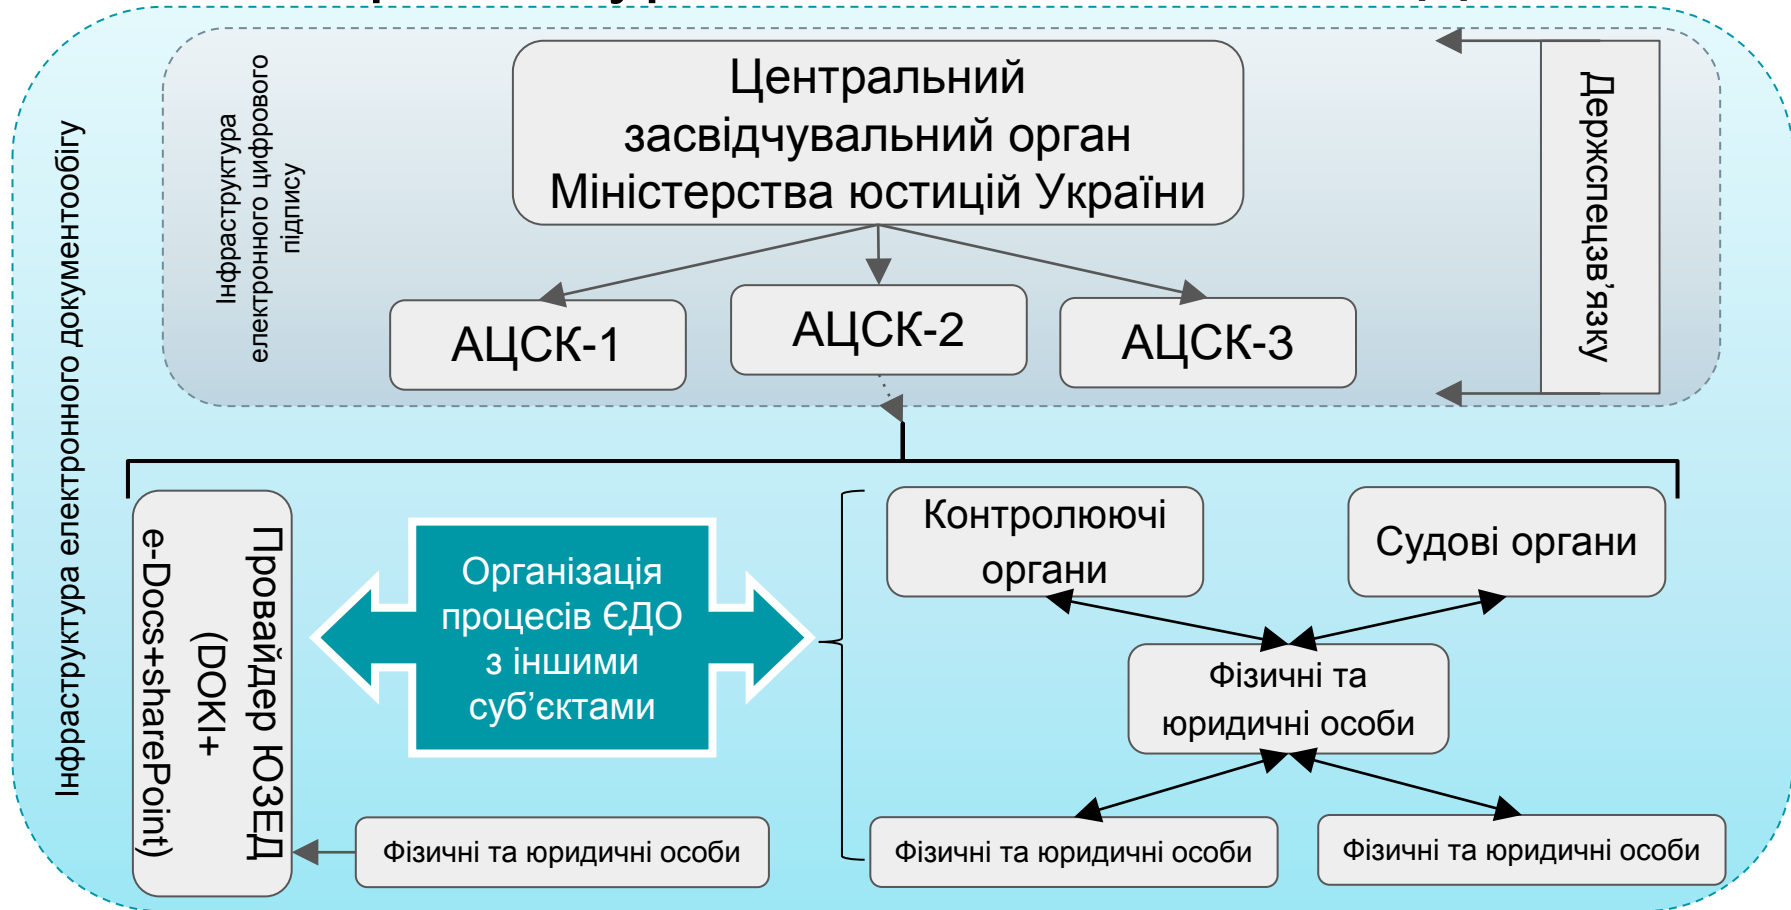 Інфраструктура електронного документообігу
Інфраструктура
електронного цифрового
підпису
Центральний
засвідчувальний орган
Міністерства юстицій України
Держспецзв’язку
АЦСК-1
АЦСК-2
АЦСК-3
Провайдер ЮЗЕД
(DOKI+
e-Docs+sharePoint)
Організація
процесів ЄДО
з іншими
суб’єктами
Контролюючі
органи
Судові органи
Фізичні та
юридичні особи
Фізичні та юридичні особи
Фізичні та юридичні особи
Фізичні та юридичні особи